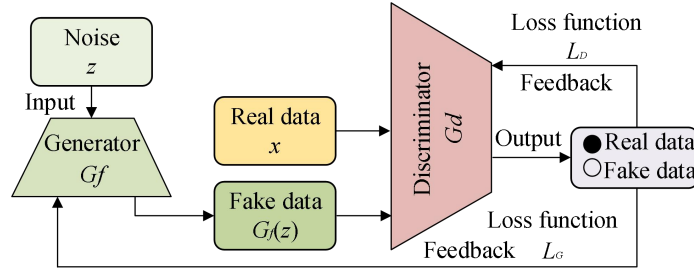 Noise
z
Input
Generator
Gf
Real data
x
Fake data
Gf(z)
Discriminator
Gd
Loss function
LD
Feedback
Output
Real data
Fake data
Loss function
Feedback LG